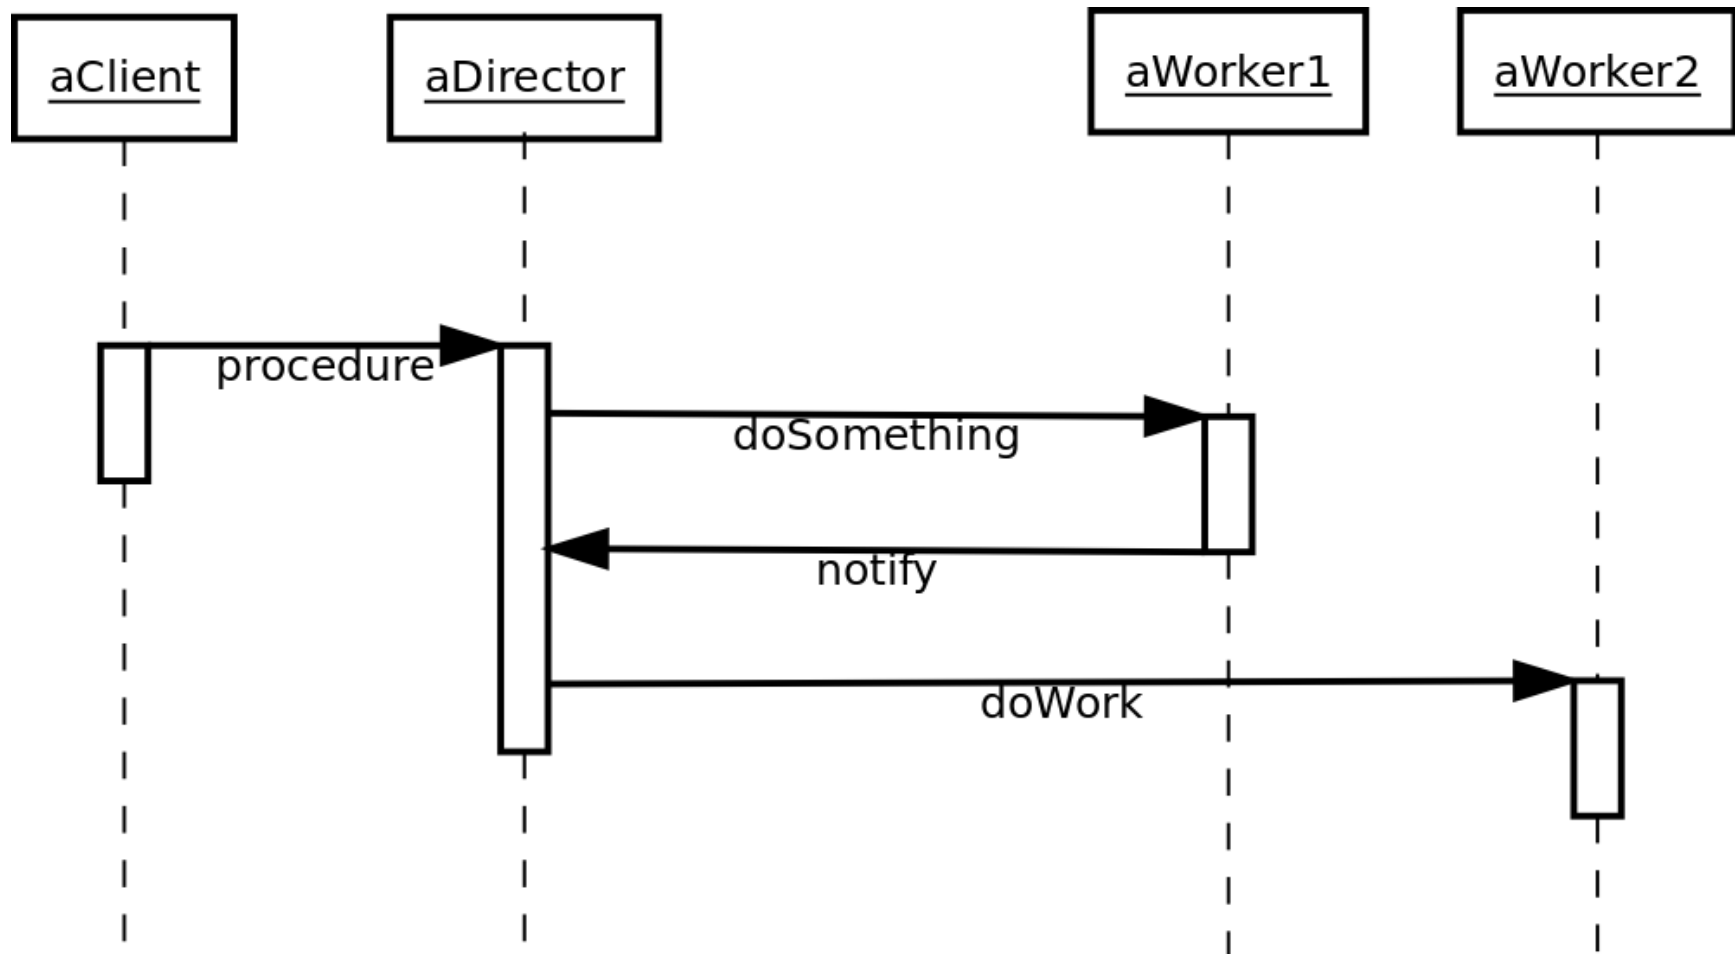 aClient
aDirector
aWorker1
aWorker2
procedure
doSomething
notify
doWork